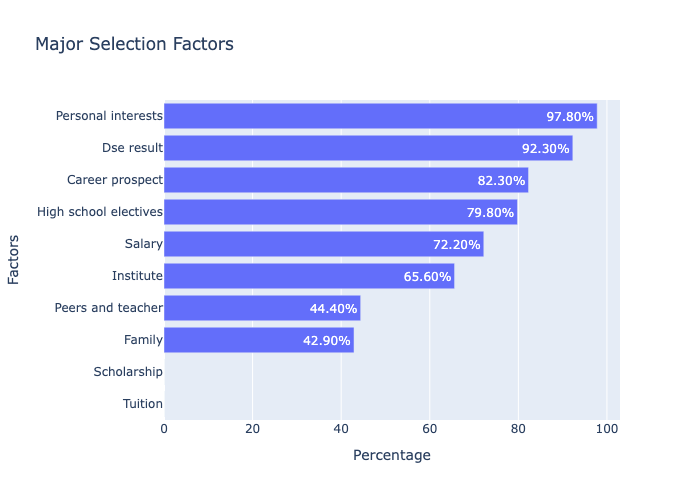 Major Selection Factors
Personal interests 97.80%
Dse result 92.30%
Career prospect 82.30%
High school electives 79.80%
Salary 72.20%
Institute 65.60%
Peers and teacher 44.40%
Family 42.90%
Scholarship
Tuition
Factors
0 20 40 60 80 100
Percentage